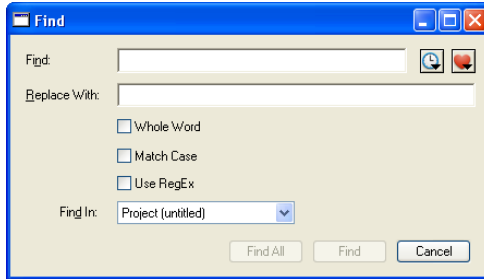 Find
Find:
Replace With:
Whole Word
Match Case
Use RegEx
Find In: Project (untitled)
Find All Find Cancel